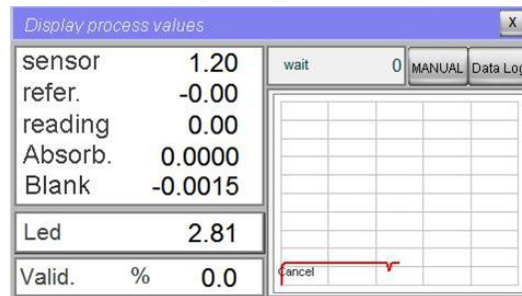 Display process values X
sensor 1.20
refer. -0.00
reading 0.00
Absorb. 0.0000
Blank -0.0015
Led 2.81
Valid. % 0.0
wait 0 MANUAL Data Log
Cancel